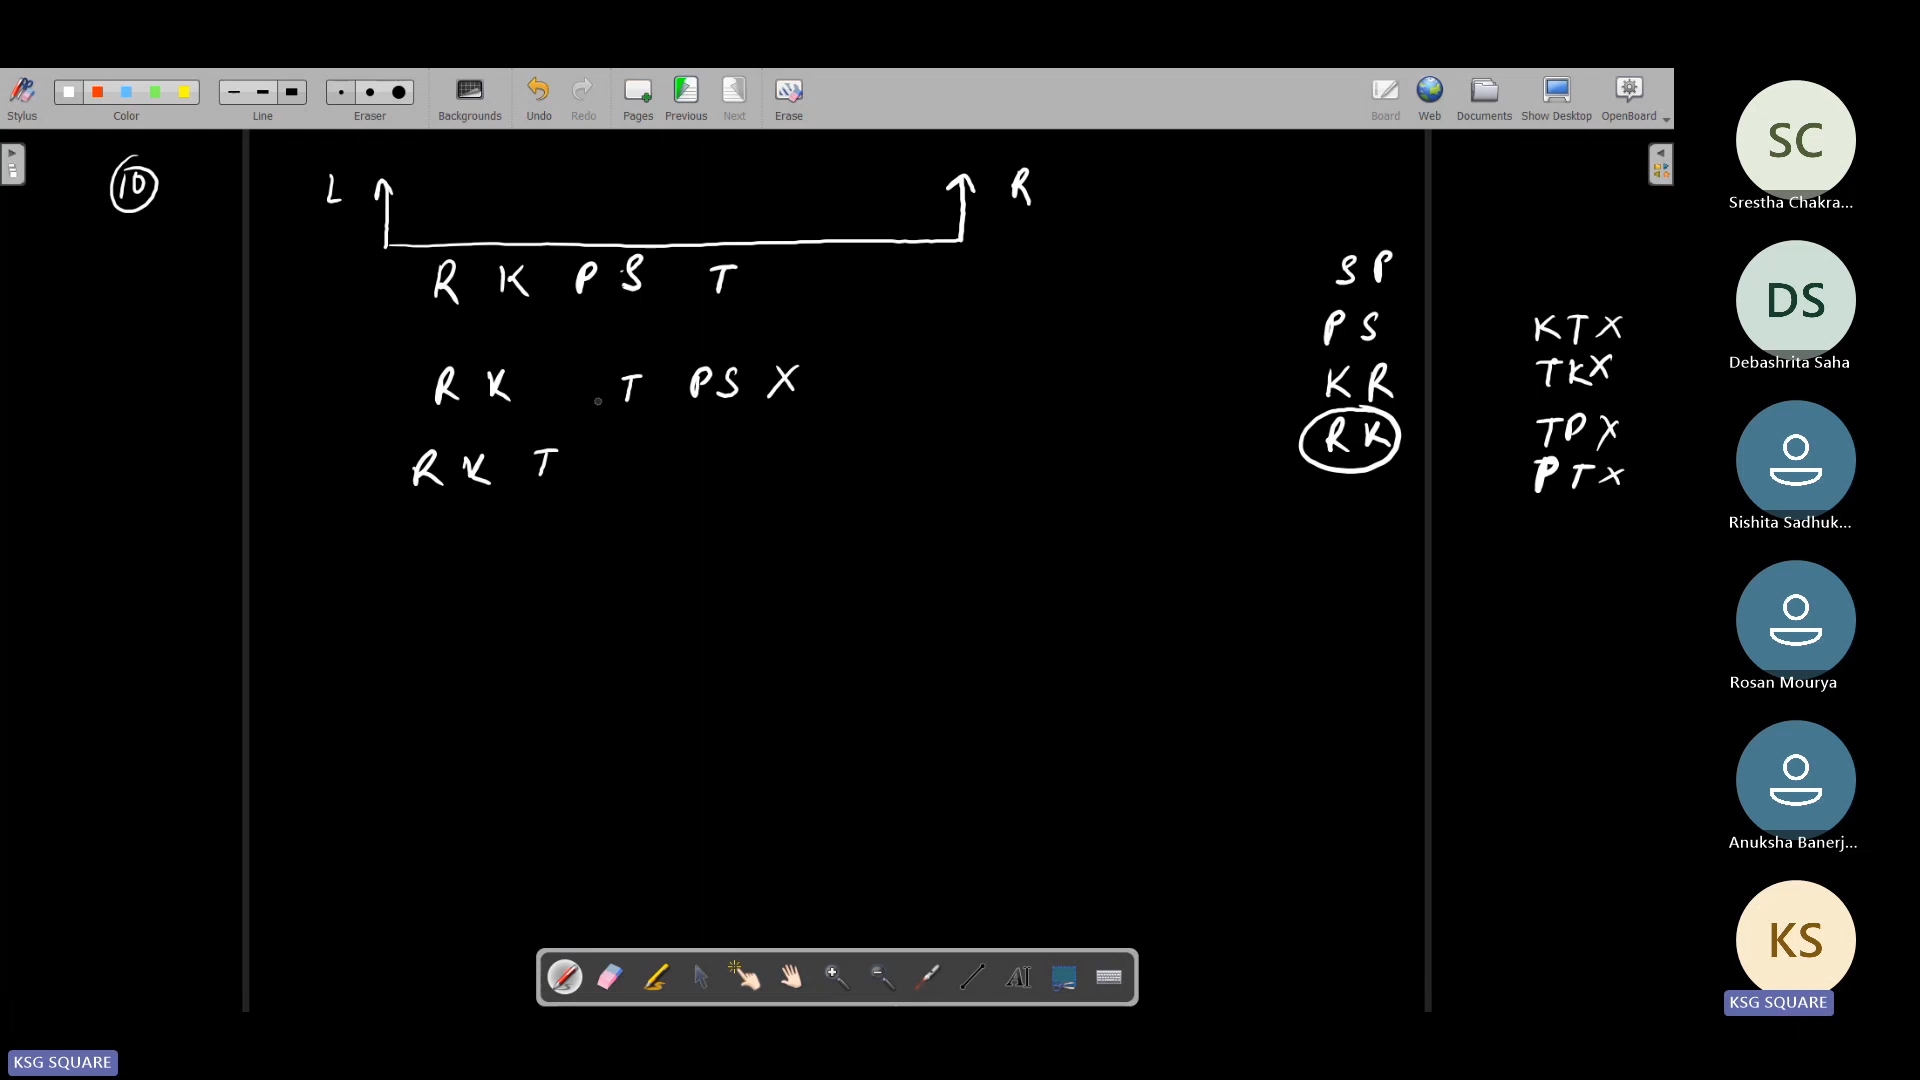 Stylus Color Line Eraser Backgrounds Undo Redo Pages Previous Next Erase Board Web Documents Show Desktop OpenBoard
10
L R
R K P S T
R K T P S X
R K T
S P
P S
K R
R K
K T X
T K X
T P X
P T X
SC
Srestha Chakra...
DS
Debashrita Saha
Rishita Sadhuk...
Rosan Mourya
Anuksha Banerj...
KS
KSG SQUARE
AI
KSG SQUARE